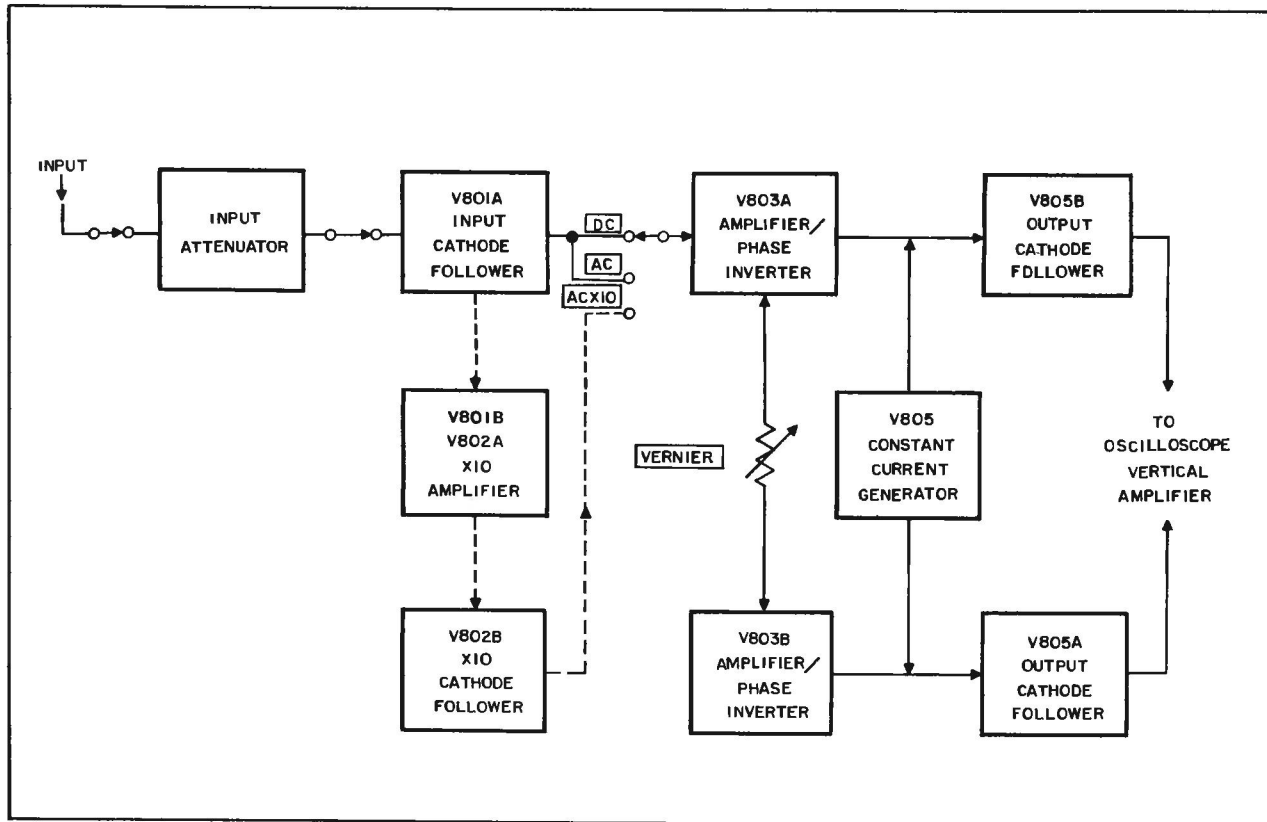 INPUT
INPUT
ATTENUATOR
V801A
INPUT
CATHODE
FOLLOWER
DC
AC
ACX10
V803A
AMPLIFIER/
PHASE
INVERTER
V805B
OUTPUT
CATHODE
FDLLOWER
V801B
V802A
X10
AMPLIFIER
VERNIER
V805
CONSTANT
CURRENT
GENERATOR
TO
OSCILLOSCOPE
VERTICAL
AMPLIFIER
V802B
X10
CATHODE
FOLLOWER
V803B
AMPLIFIER/
PHASE
INVERTER
V805A
OUTPUT
CATHODE
FOLLOWER